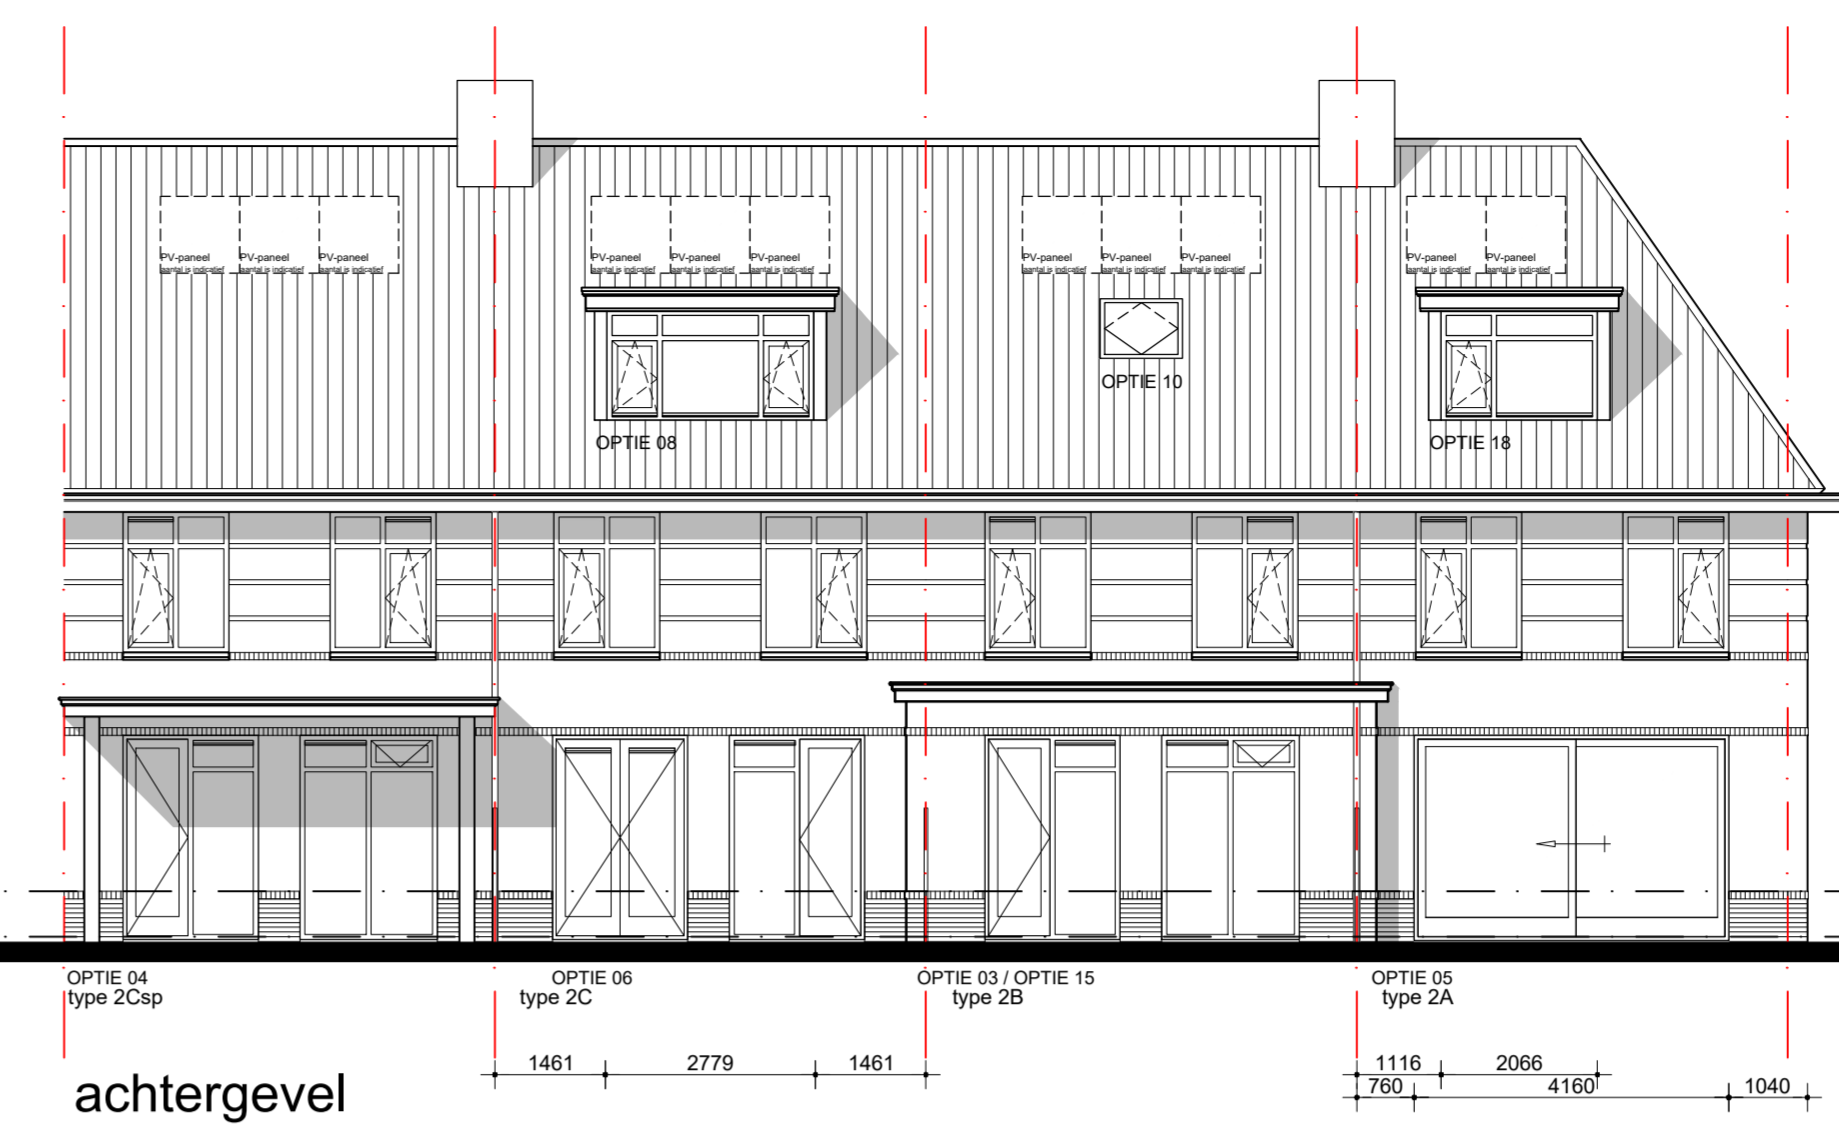 PV-paneel PV-paneel PV-paneel PV-paneel PV-paneel PV-paneel PV-paneel PV-paneel PV-paneel PV-paneel PV-paneel
aantal is indicatief aantal is indicatief aantal is indicatief aantal is indicatief aantal is indicatief aantal is indicatief aantal is indicatief aantal is indicatief aantal is indicatief aantal is indicatief aantal is indicatief
OPTIE 10
OPTIE 08 OPTIE 18
OPTIE 04 OPTIE 06 OPTIE 03 / OPTIE 15 OPTIE 05
type 2Csp type 2C type 2B type 2A
1461 2779 1461 1116 2066
760 4160 1040
achtergevel